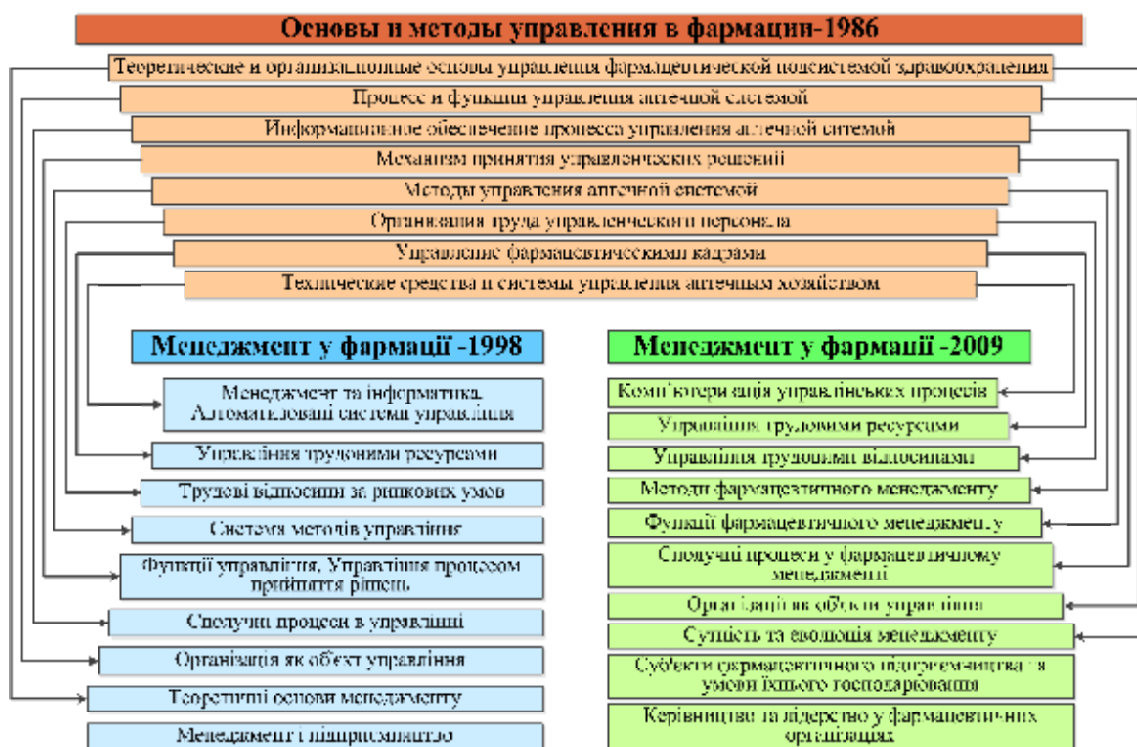 Основы и методы управления в фармации-1986
Теоретические и организационные основы управления фармацевтической подсистемой здравоохранения
Процесс и функции управления аптечной системой
Информационное обеспечение процесса управления аптечной ситемой
Механизм принятия управленческих решений
Методы управления аптечной системой
Организация труда управленческого персонала
Управление фармацевтическими кадрами
Технические средства и системы управления аптечным хозяйством
Менеджмент у фармації -1998
Менеджмент та інформатика.
Автоматизовані система управління
Управління трудовими ресурсами
Трудові відносини за ринкових умов
Система методів управління
Функції управління. Управління процесом
прийняття рішень
Сполучні процеси в управлінні
Організація як об'єкт управління
Теоретичні основи менеджменту
Менеджмент і підприємництво
Менеджмент у фармації -2009
Комп'ютеризація управлінських процесів
Управління трудовими ресурсами
Управління трудовими відносинами
Методи фармацевтичного менеджменту
Функції фармацевтичного менеджменту
Сполучні процеси у фармацевтичному
менеджменті
Організації як об'єкти управління
Сутність та еволюція менеджменту
Суб'єкти фармацевтичного підприємництва та
умови їхнього господарювання
Керівництво та лідерство у фармацевтичних
організаціях